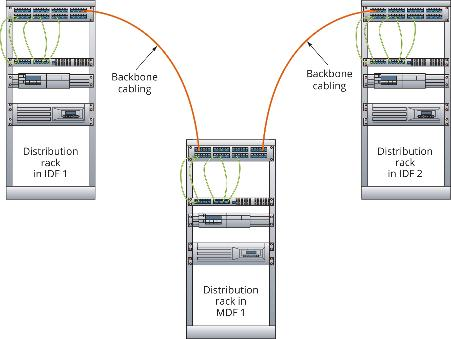 Backbone
cabling
Backbone
cabling
Distribution
rack
in IDF 1
Distribution
rack
in IDF 2
Distribution
rack in
MDF 1